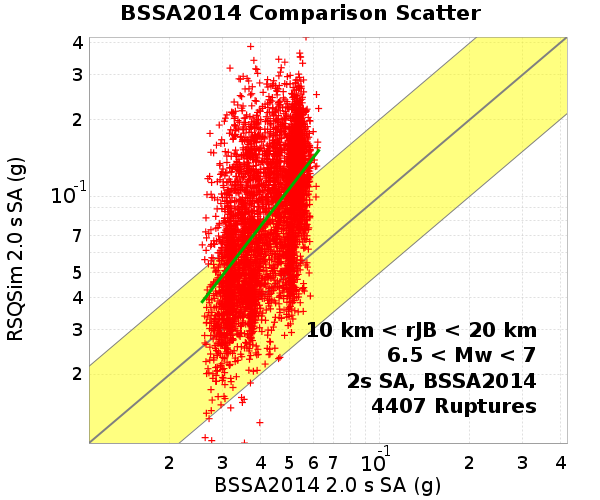 BSSA2014 Comparison Scatter
RSQSim 2.0 s SA (g)
4
3
2
10^-1
7
5
4
3
2
10 km < rJB < 20 km
6.5 < Mw < 7
2s SA, BSSA2014
4407 Ruptures
2 3 4 5 6 7 10^-1 2 3 4
BSSA2014 2.0 s SA (g)